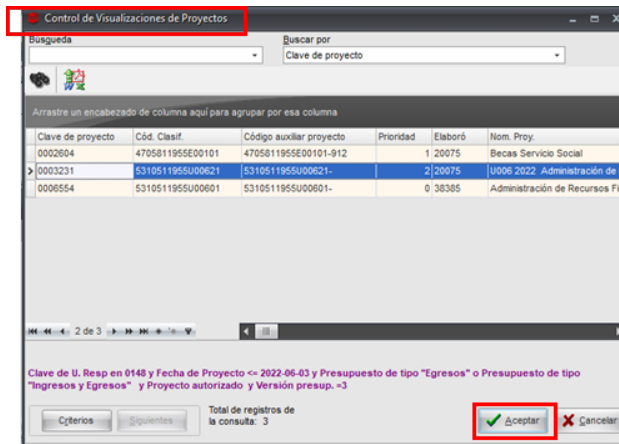 Control de Visualizaciones de Proyectos
Búsqueda Buscar por
Clave de proyecto
Arrastre un encabezado de columna aquí para agrupar por esa columna
Clave de proyecto Cód. Clasif. Código auxiliar proyecto Prioridad Elaboró Nom. Proy.
0002604 4705811955E00101 4705811955E00101-912 1 20075 Becas Servicio Social
0003231 5310511955U00621 5310511955U00621- 2 20075 U006 2022 Administración de
0006554 5310511955U00601 5310511955U00601- 0 38385 Administración de Recursos Fi
2 de 3
Clave de U. Resp en 0148 y Fecha de Proyecto <= 2022-06-03 y Presupuesto de tipo "Egresos" o Presupuesto de tipo
"Ingresos y Egresos" y Proyecto autorizado y Versión presup. =3
Criterios Siguientes Total de registros de
la consulta: 3 Aceptar Cancelar